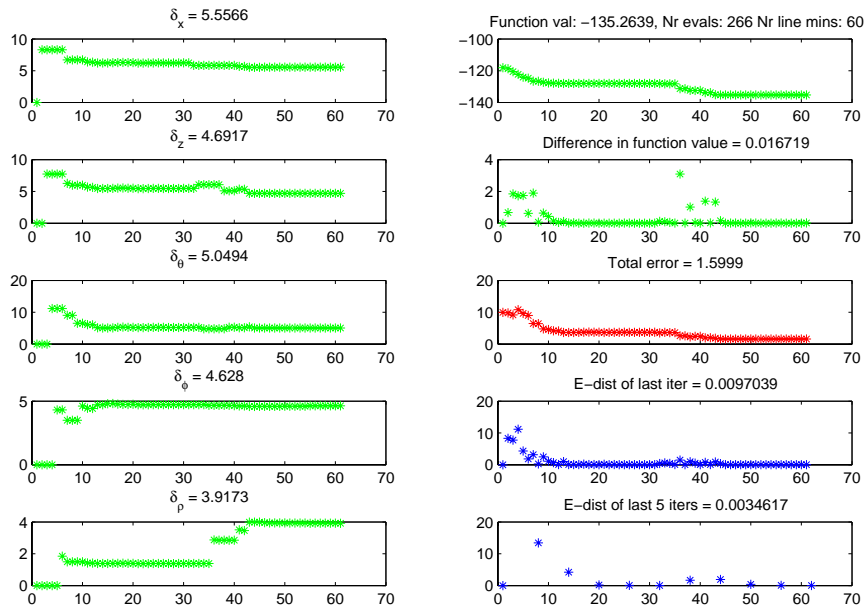 δx = 5.5566
10
5
0
0 10 20 30 40 50 60 70
δz = 4.6917
10
5
0
0 10 20 30 40 50 60 70
δθ = 5.0494
20
10
0
0 10 20 30 40 50 60 70
δϕ = 4.628
5
0
0 10 20 30 40 50 60 70
δρ = 3.9173
4
2
0
0 10 20 30 40 50 60 70
Function val: −135.2639, Nr evals: 266 Nr line mins: 60
−100
−120
−140
0 10 20 30 40 50 60 70
Difference in function value = 0.016719
4
2
0
0 10 20 30 40 50 60 70
Total error = 1.5999
20
10
0
0 10 20 30 40 50 60 70
E−dist of last iter = 0.0097039
20
10
0
0 10 20 30 40 50 60 70
E−dist of last 5 iters = 0.0034617
20
10
0
0 10 20 30 40 50 60 70